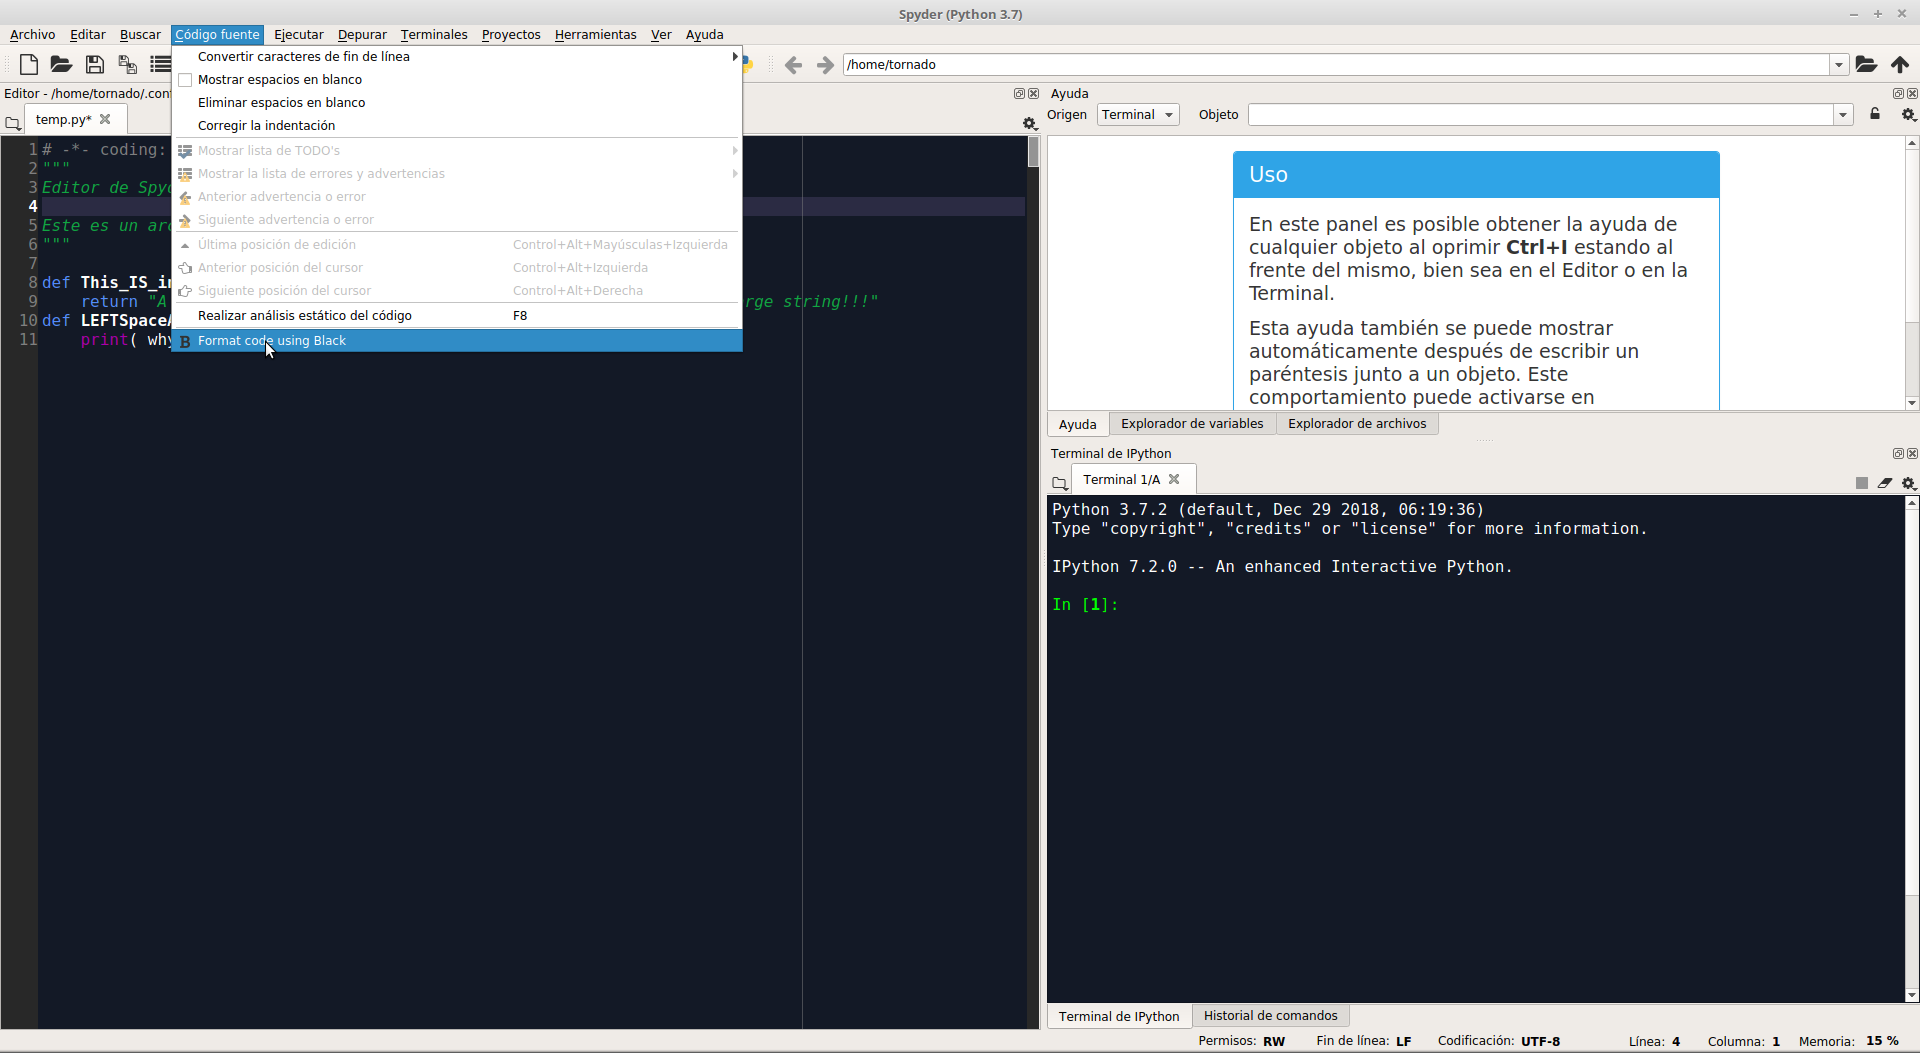 Spyder (Python 3.7)
Archivo Editar Buscar Código fuente Ejecutar Depurar Terminales Proyectos Herramientas Ver Ayuda
/home/tornado
Convertir caracteres de fin de línea
Mostrar espacios en blanco
Eliminar espacios en blanco
Corregir la indentación
Mostrar lista de TODO's
Mostrar la lista de errores y advertencias
Anterior advertencia o error
Siguiente advertencia o error
Última posición de edición Control+Alt+Mayúsculas+Izquierda
Anterior posición del cursor Control+Alt+Izquierda
Siguiente posición del cursor Control+Alt+Derecha
Realizar análisis estático del código F8
B Format code using Black
Editor - /home/tornado/.con
temp.py*
1 # -*- coding:
2 """
3 Editor de Spy
4
5 Este es un ar
6 """
7
8 def This_IS_i
9 return "A rge string!!!"
10 def LEFTSpace
11 print( why
Ayuda
Origen Terminal Objeto
Uso
En este panel es posible obtener la ayuda de
cualquier objeto al oprimir Ctrl+I estando al
frente del mismo, bien sea en el Editor o en la
Terminal.
Esta ayuda también se puede mostrar
automáticamente después de escribir un
paréntesis junto a un objeto. Este
comportamiento puede activarse en
Ayuda Explorador de variables Explorador de archivos
Terminal de IPython
Terminal 1/A
Python 3.7.2 (default, Dec 29 2018, 06:19:36)
Type "copyright", "credits" or "license" for more information.
IPython 7.2.0 -- An enhanced Interactive Python.
In [1]:
Terminal de IPython Historial de comandos
Permisos: RW Fin de línea: LF Codificación: UTF-8 Línea: 4 Columna: 1 Memoria: 15 %